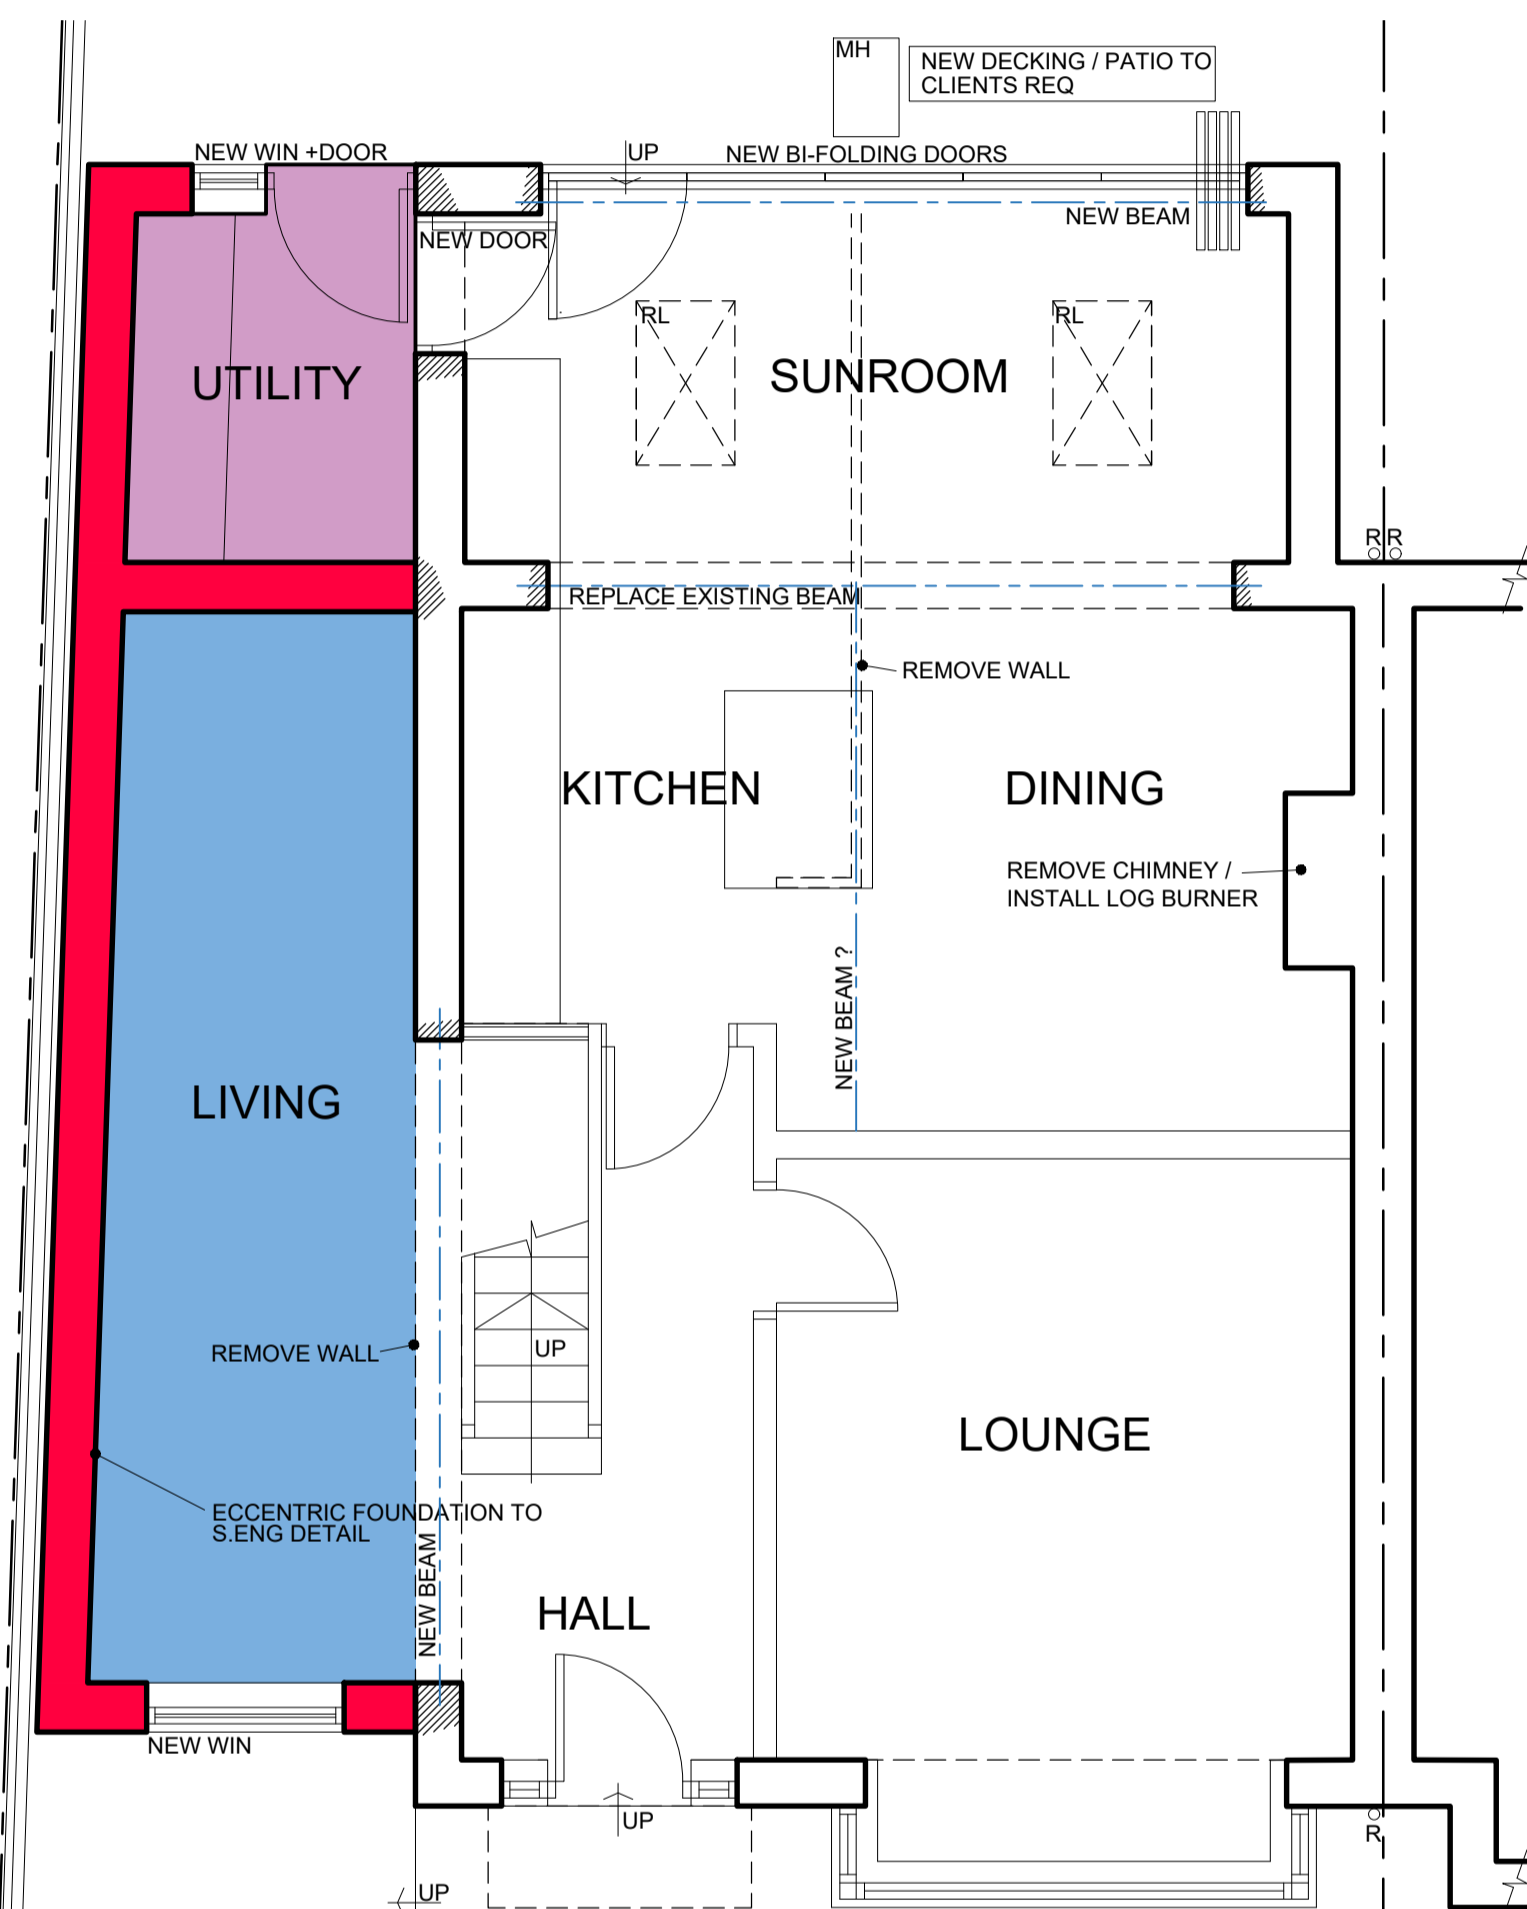 MH
NEW DECKING / PATIO TO
CLIENTS REQ
NEW WIN +DOOR
UP
NEW BI-FOLDING DOORS
NEW BEAM
NEW DOOR
RL
RL
UTILITY
SUNROOM
R R
REPLACE EXISTING BEAM
REMOVE WALL
KITCHEN
DINING
REMOVE CHIMNEY /
INSTALL LOG BURNER
NEW BEAM ?
LIVING
REMOVE WALL
UP
LOUNGE
ECCENTRIC FOUNDATION TO
S.ENG DETAIL
NEW BEAM
HALL
NEW WIN
UP
R
UP